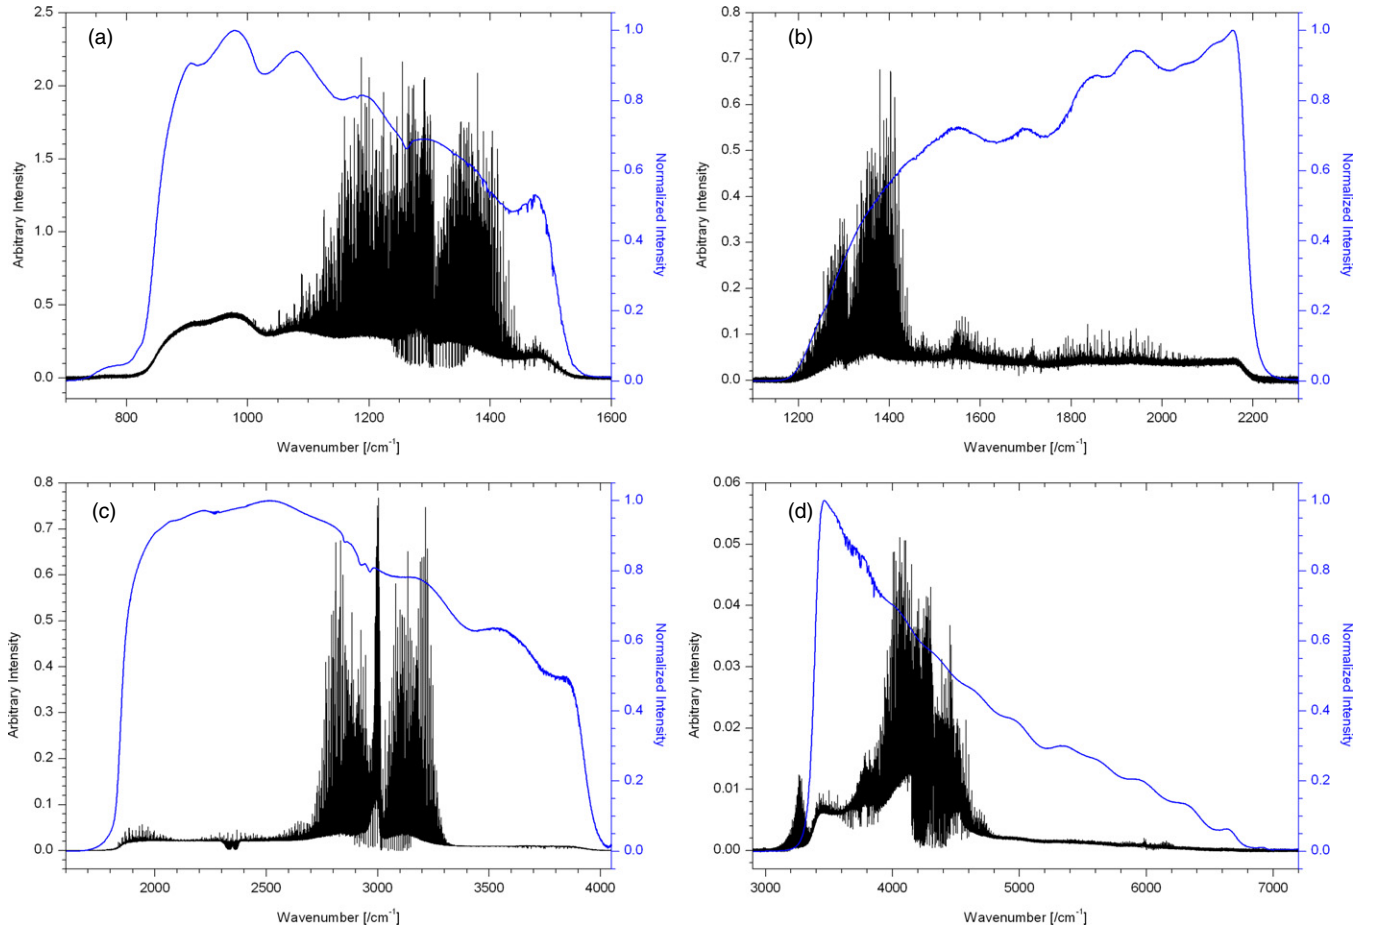 (a)
2.5
2.0
1.5
1.0
0.5
0.0
Arbitrary Intensity
1.0
0.8
0.6
0.4
0.2
0.0
Normalized Intensity
800 1000 1200 1400 1600
Wavenumber [/cm⁻¹]
(b)
0.8
0.7
0.6
0.5
0.4
0.3
0.2
0.1
0.0
Arbitrary Intensity
1.0
0.8
0.6
0.4
0.2
0.0
Normalized Intensity
1200 1400 1600 1800 2000 2200
Wavenumber [/cm⁻¹]
(c)
0.8
0.7
0.6
0.5
0.4
0.3
0.2
0.1
0.0
Arbitrary Intensity
1.0
0.8
0.6
0.4
0.2
0.0
Normalized Intensity
2000 2500 3000 3500 4000
Wavenumber [/cm⁻¹]
(d)
0.06
0.05
0.04
0.03
0.02
0.01
0.00
Arbitrary Intensity
1.0
0.8
0.6
0.4
0.2
0.0
Normalized Intensity
3000 4000 5000 6000 7000
Wavenumber [/cm⁻¹]